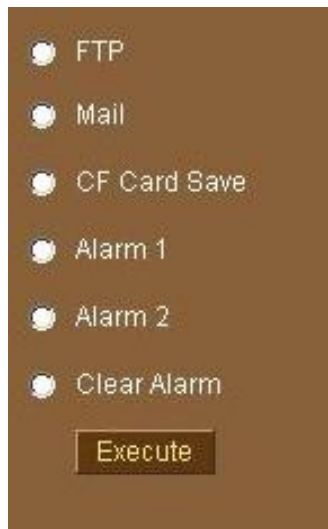 FTP
Mail
CF Card Save
Alarm 1
Alarm 2
Clear Alarm
Execute